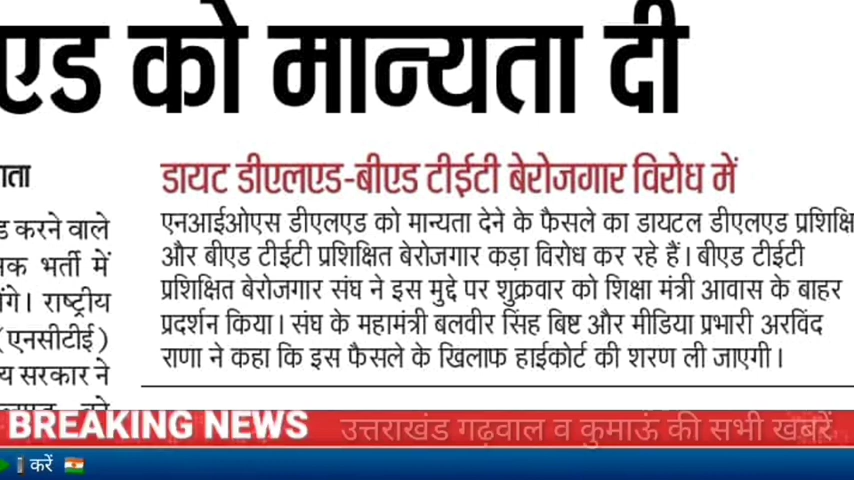 एड को मान्यता दी
डायट डीएलएड-बीएड टीईटी बेरोजगार विरोध में
एनआईओएस डीएलएड को मान्यता देने के फैसले का डायटल डीएलएड प्रशिक्षि
और बीएड टीईटी प्रशिक्षित बेरोजगार कड़ा विरोध कर रहे हैं। बीएड टीईटी
प्रशिक्षित बेरोजगार संघ ने इस मुद्दे पर शुक्रवार को शिक्षा मंत्री आवास के बाहर
प्रदर्शन किया। संघ के महामंत्री बलवीर सिंह बिष्ट और मीडिया प्रभारी अरविंद
राणा ने कहा कि इस फैसले के खिलाफ हाईकोर्ट की शरण ली जाएगी।
करने वाले
भर्ती में
राष्ट्रीय
(एनसीटीई)
सरकार ने
BREAKING NEWS उत्तराखंड गढ़वाल व कुमाऊं की सभी खबरें
करें